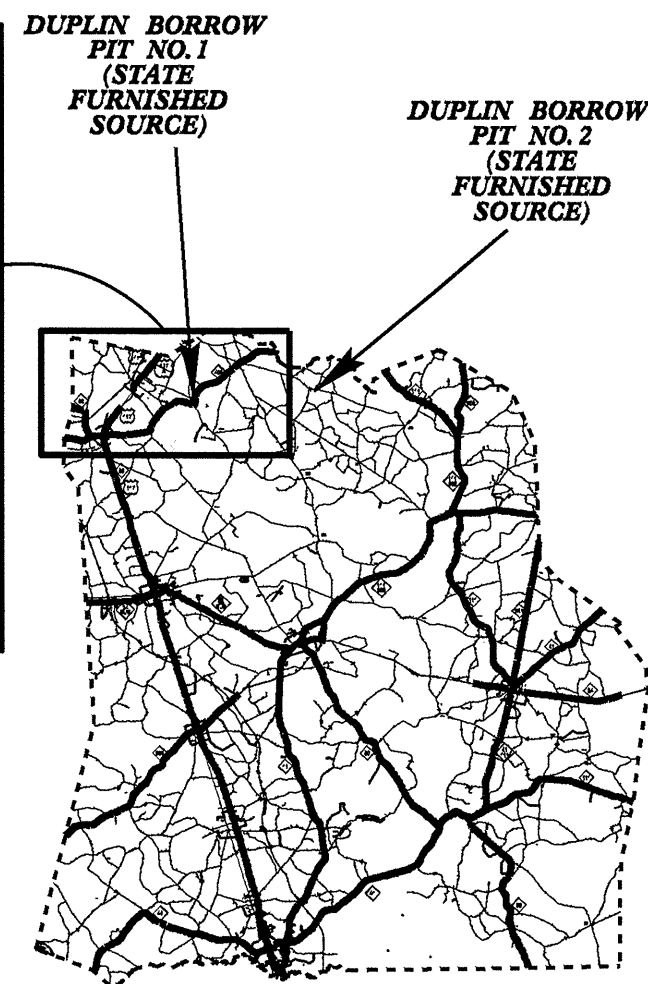 DUPLIN BORROW
PIT NO. 1
(STATE
FURNISHED
SOURCE)
DUPLIN BORROW
PIT NO. 2
(STATE
FURNISHED
SOURCE)